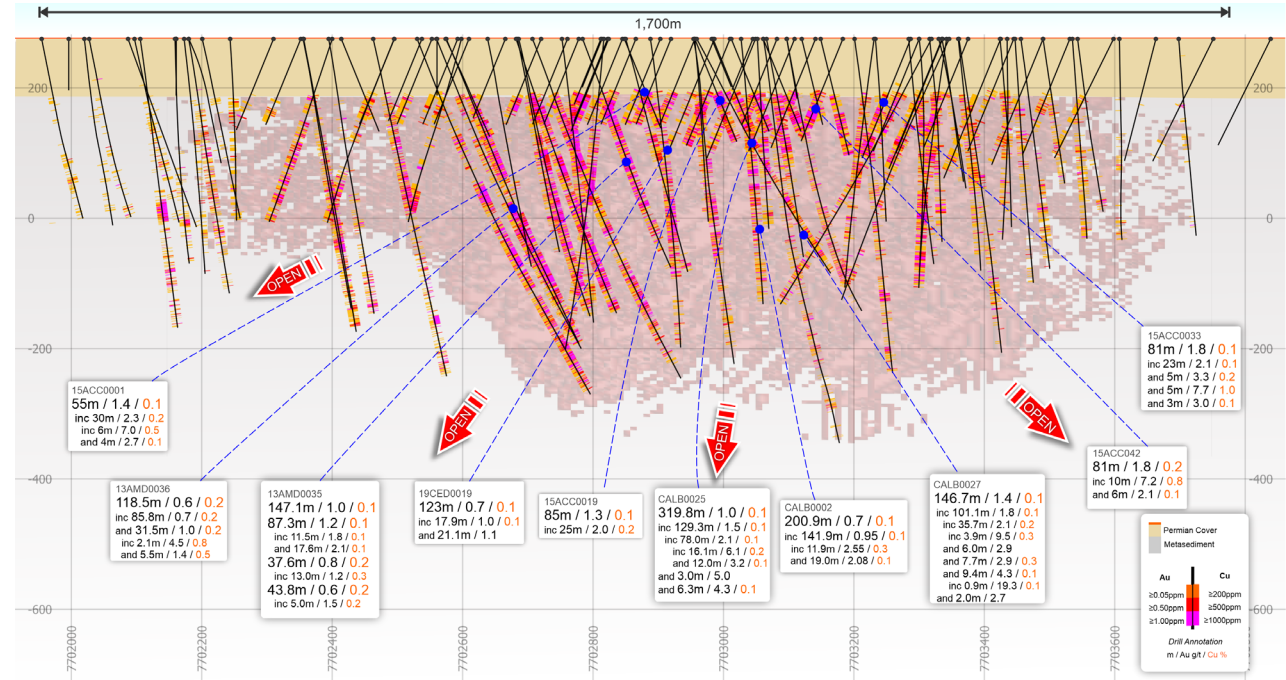 1,700m
200
200
0
0
-200
-200
-400
-400
-600
-600
OPEN
OPEN
OPEN
OPEN
15ACC0001
55m / 1.4 / 0.1
inc 30m / 2.3 / 0.2
inc 6m / 7.0 / 0.5
and 4m / 2.7 / 0.1
13AMD0036
118.5m / 0.6 / 0.2
inc 85.8m / 0.7 / 0.2
and 31.5m / 1.0 / 0.2
inc 2.1m / 4.5 / 0.8
and 5.5m / 1.4 / 0.5
13AMD0035
147.1m / 1.0 / 0.1
87.3m / 1.2 / 0.1
inc 11.5m / 1.8 / 0.1
and 17.6m / 2.1/ 0.1
37.6m / 0.8 / 0.2
inc 13.0m / 1.2 / 0.3
43.8m / 0.6 / 0.2
inc 5.0m / 1.5 / 0.2
19CED0019
123m / 0.7 / 0.1
inc 17.9m / 1.0 / 0.1
and 21.1m / 1.1
15ACC0019
85m / 1.3 / 0.1
inc 25m / 2.0 / 0.2
CALB0025
319.8m / 1.0 / 0.1
inc 129.3m / 1.5 / 0.1
inc 78.0m / 2.1 / 0.1
inc 16.1m / 6.1 / 0.2
and 12.0m / 3.2 / 0.1
and 3.0m / 5.0
and 6.3m / 4.3 / 0.1
CALB0002
200.9m / 0.7 / 0.1
inc 141.9m / 0.95 / 0.1
inc 11.9m / 2.55 / 0.3
and 19.0m / 2.08 / 0.1
CALB0027
146.7m / 1.4 / 0.1
inc 101.1m / 1.8 / 0.1
inc 35.7m / 2.1 / 0.2
inc 3.9m / 9.5 / 0.3
and 6.0m / 2.9
and 7.7m / 2.9 / 0.3
and 9.4m / 4.3 / 0.1
inc 0.9m / 19.3 / 0.1
and 2.0m / 2.7
15ACC0033
81m / 1.8 / 0.1
inc 23m / 2.1 / 0.1
and 5m / 3.3 / 0.2
and 5m / 7.7 / 1.0
and 3m / 3.0 / 0.1
15ACC042
81m / 1.8 / 0.2
inc 10m / 7.2 / 0.8
and 6m / 2.1 / 0.1
Permian Cover
Metasediment
Au Cu
≥0.05ppm ≥200ppm
≥0.50ppm ≥500ppm
≥1.00ppm ≥1000ppm
Drill Annotation
m / Au g/t / Cu %
7702000
7702200
7702400
7702600
7702800
7703000
7703200
7703400
7703600